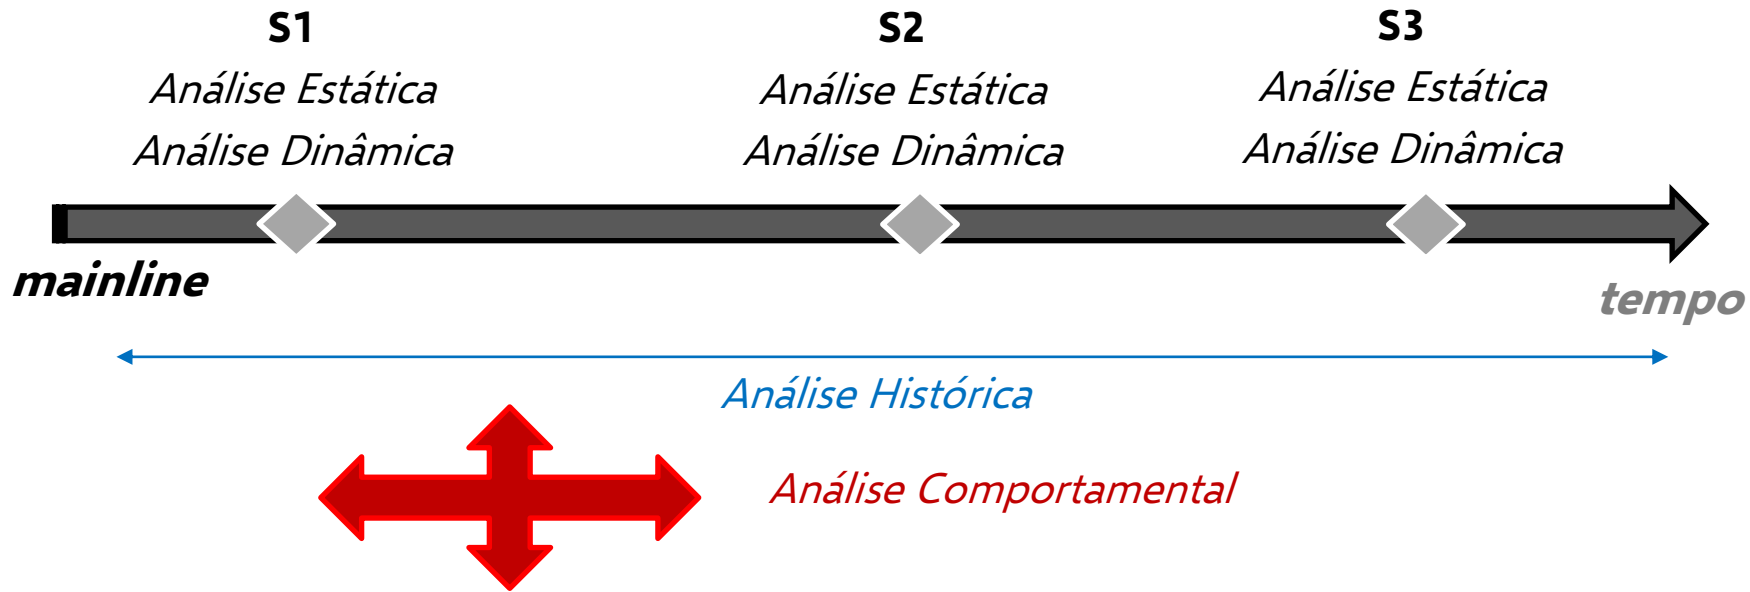 S1
Análise Estática
Análise Dinâmica
S2
Análise Estática
Análise Dinâmica
S3
Análise Estática
Análise Dinâmica
mainline
tempo
Análise Histórica
Análise Comportamental